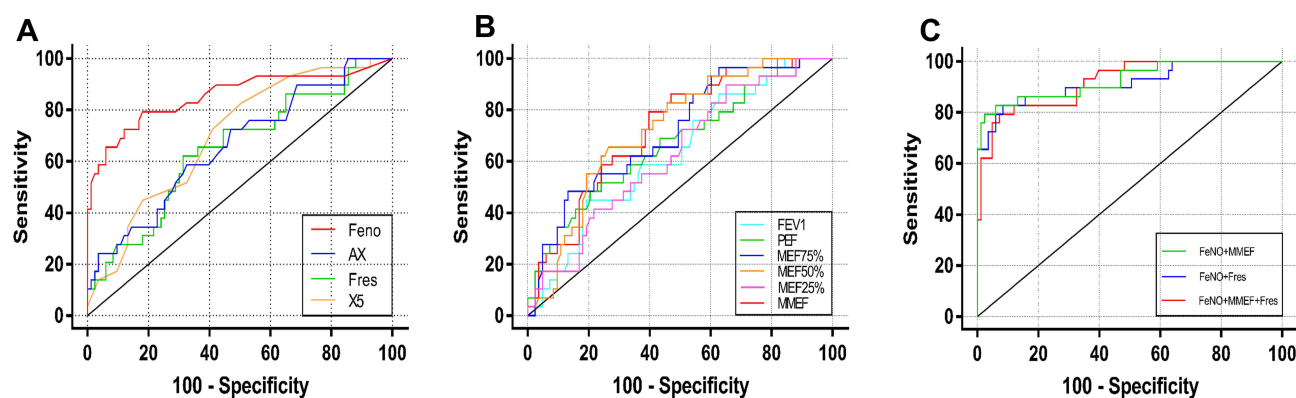 A
Sensitivity
100
80
60
40
20
0
Feno
AX
Fres
X5
0 20 40 60 80 100
100 - Specificity
B
Sensitivity
100
80
60
40
20
0
FEV1
PEF
MEF75%
MEF50%
MEF25%
MMEF
0 20 40 60 80 100
100 - Specificity
C
Sensitivity
100
80
60
40
20
0
FeNO+MMEF
FeNO+Fres
FeNO+MMEF+Fres
0 20 40 60 80 100
100 - Specificity